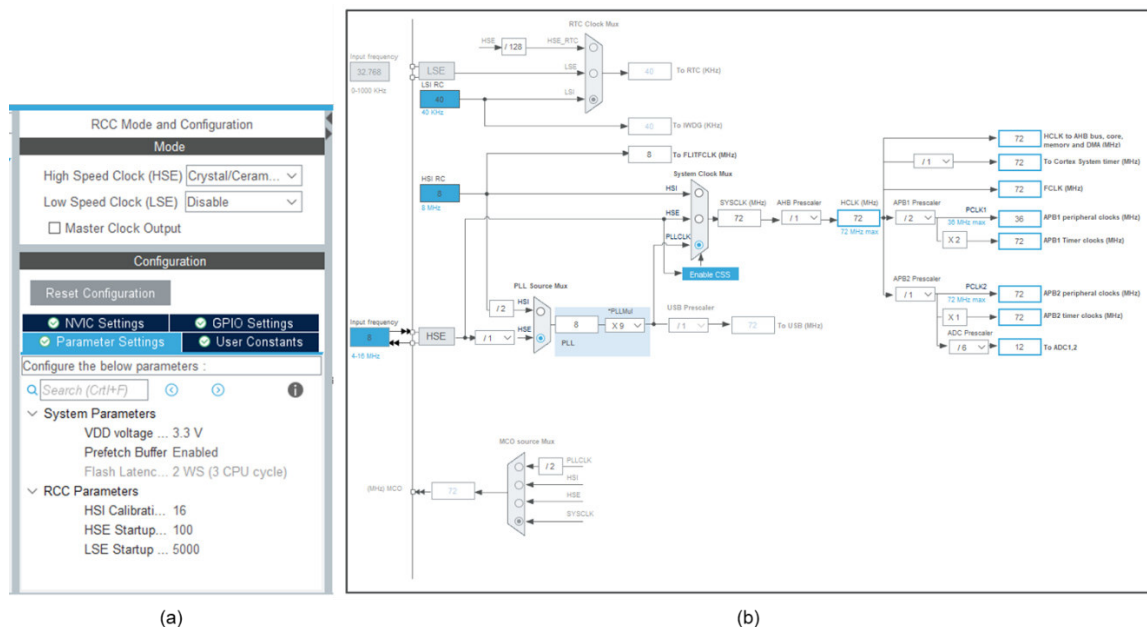 RCC Mode and Configuration
Mode
High Speed Clock (HSE) Crystal/Ceram...
Low Speed Clock (LSE) Disable
Master Clock Output
Configuration
Reset Configuration
NVIC Settings
GPIO Settings
Parameter Settings
User Constants
Configure the below parameters :
Search (Crtl+F)
System Parameters
VDD voltage ... 3.3 V
Prefetch Buffer Enabled
Flash Latenc... 2 WS (3 CPU cycle)
RCC Parameters
HSI Calibrati... 16
HSE Startup... 100
LSE Startup ... 5000
(a)
RTC Clock Mux
HSE
/ 128
HSE_RTC
Input frequency
32.768
0-1000 KHz
LSE
LSE
40
To RTC (KHz)
LSI RC
40
40 KHz
LSI
40
To IWDG (KHz)
8
To FLITFCLK (MHz)
System Clock Mux
HSI RC
8
8 MHz
HSI
HSE
PLLCLK
SYSCLK (MHz)
72
AHB Prescaler
/ 1
HCLK (MHz)
72
72 MHz max
Enable CSS
72
HCLK to AHB bus, core,
memory and DMA (MHz)
/ 1
72
To Cortex System timer (MHz)
72
FCLK (MHz)
APB1 Prescaler
/ 2
PCLK1
36 MHz max
36
APB1 peripheral clocks (MHz)
X 2
72
APB1 Timer clocks (MHz)
APB2 Prescaler
/ 1
PCLK2
72 MHz max
72
APB2 peripheral clocks (MHz)
X 1
72
APB2 timer clocks (MHz)
ADC Prescaler
/ 6
12
To ADC1,2
PLL Source Mux
/ 2
HSI
Input frequency
8
4-16 MHz
HSE
/ 1
HSE
8
*PLLMul
X 9
PLL
USB Prescaler
/ 1
72
To USB (MHz)
MCO source Mux
/ 2
PLLCLK
HSI
HSE
SYSCLK
(MHz) MCO
72
(b)